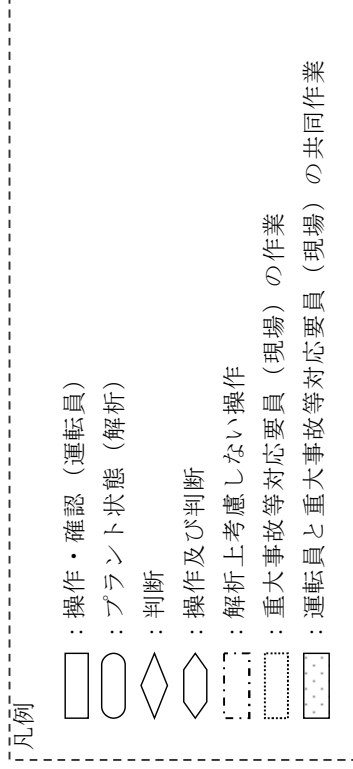 凡例
：操作・確認（運転員）
：プラント状態（解析）
：判断
：操作及び判断
：解析上考慮しない操作
：重大事故等対応要員（現場）の作業
：運転員と重大事故等対応要員（現場）の共同作業